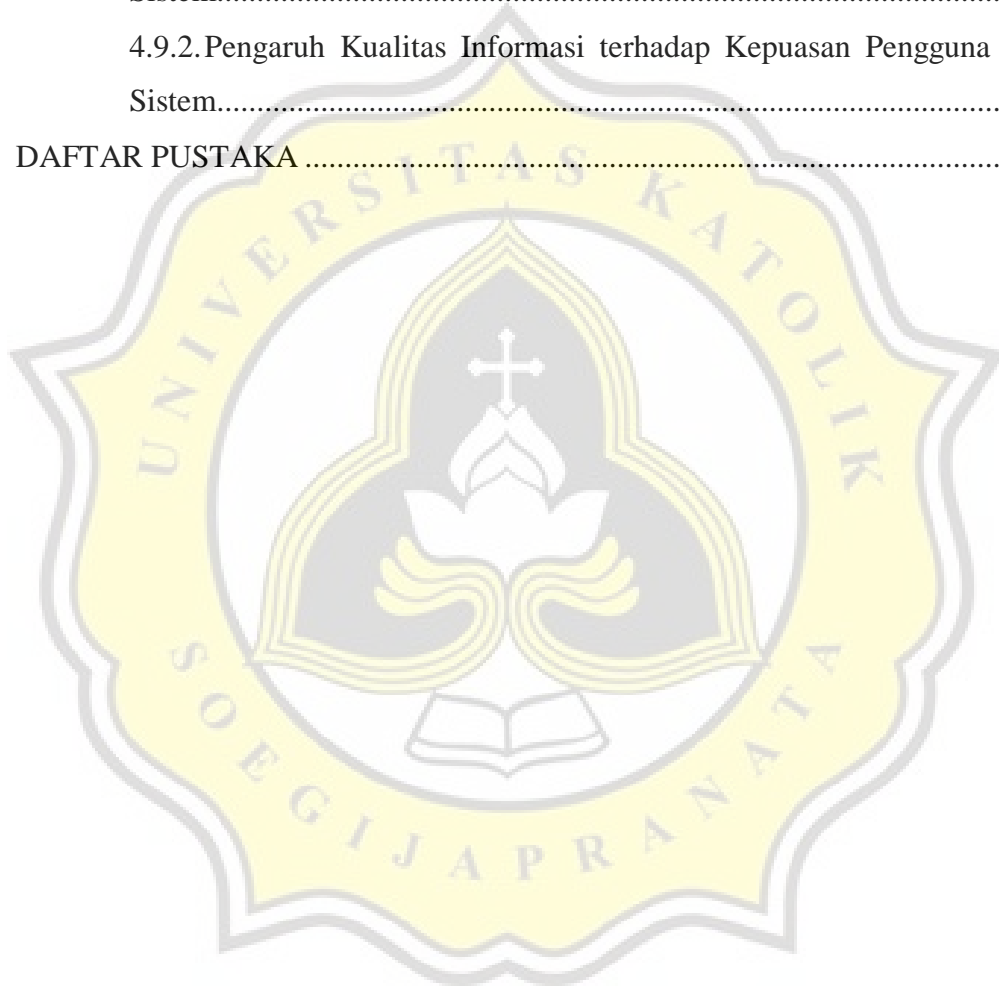 Sistem....................................................................................................
4.9.2. Pengaruh Kualitas Informasi terhadap Kepuasan Pengguna
Sistem....................................................................................................
DAFTAR PUSTAKA .......................................................................................
UNIVERSITAS KATOLIK
SOEGIJAPRANATA